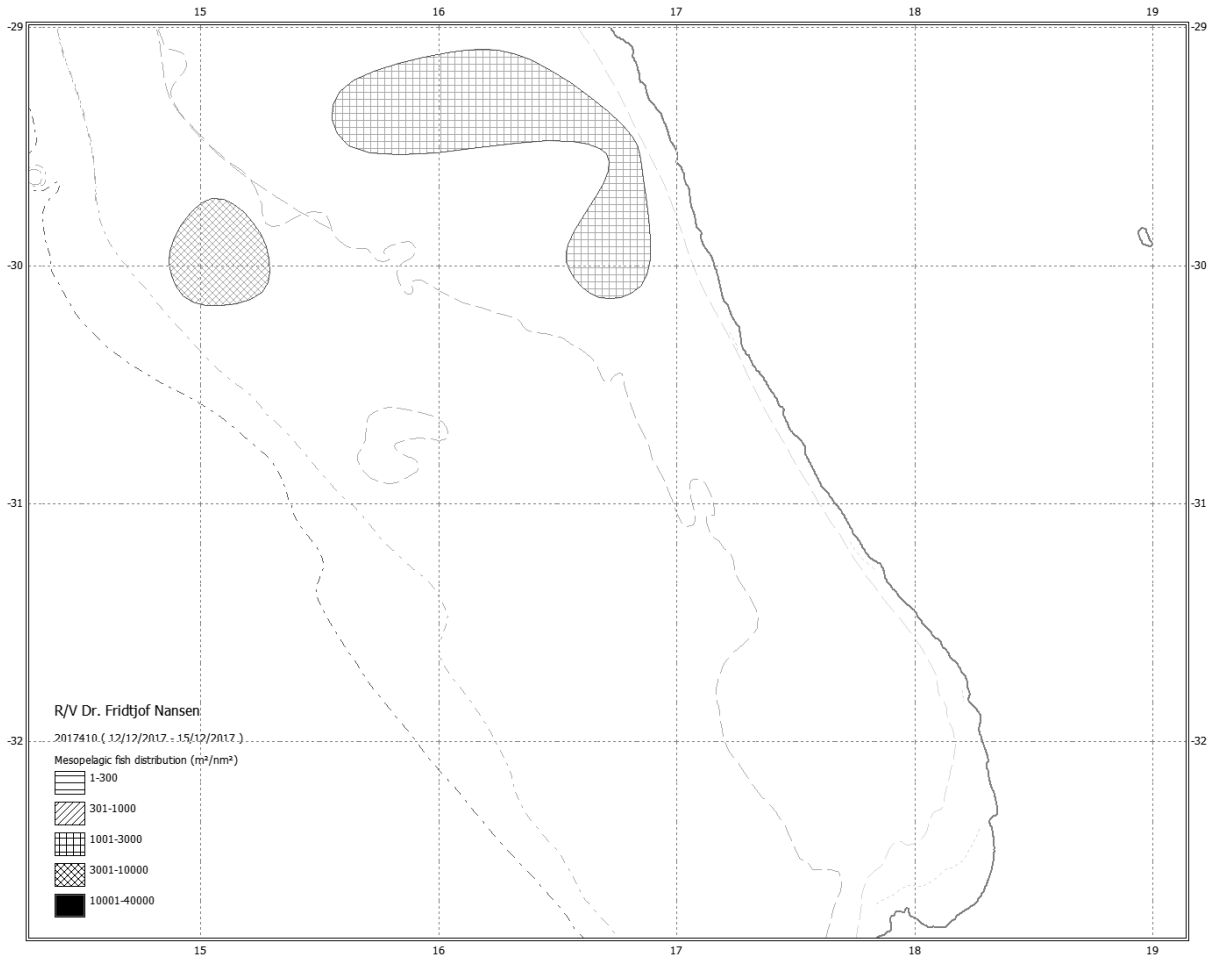 15 16 17 18 19
-29 -29
-30 -30
-31 -31
R/V Dr. Fridtjof Nansen
-32 -32
2017410 ( 12/12/2017 - 15/12/2017 )
Mesopelagic fish distribution (m²/nm²)
1-300
301-1000
1001-3000
3001-10000
10001-40000
15 16 17 18 19